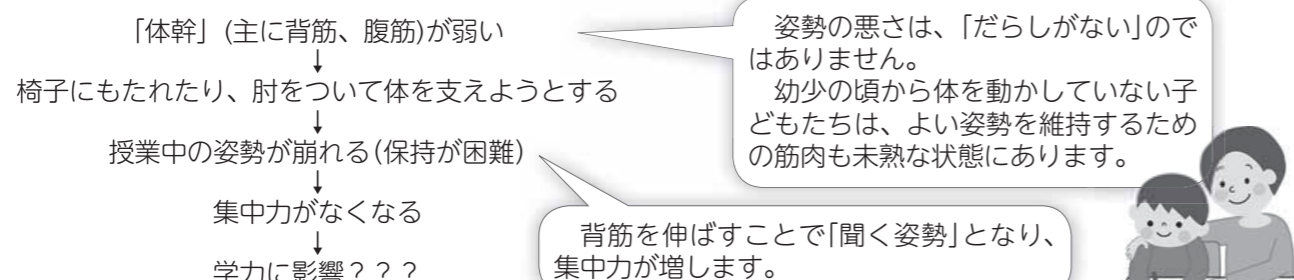 「体幹」(主に背筋、腹筋)が弱い
↓
椅子にもたれたり、肘をついて体を支えようとする
↓
授業中の姿勢が崩れる(保持が困難)
↓
集中力がなくなる
↓
学力に影響？？？
姿勢の悪さは、「だらしがない」ので
はありません。
幼少の頃から体を動かしていない子
どもたちは、よい姿勢を維持するため
の筋肉も未熟な状態にあります。
背筋を伸ばすことで「聞く姿勢」となり、
集中力が増します。